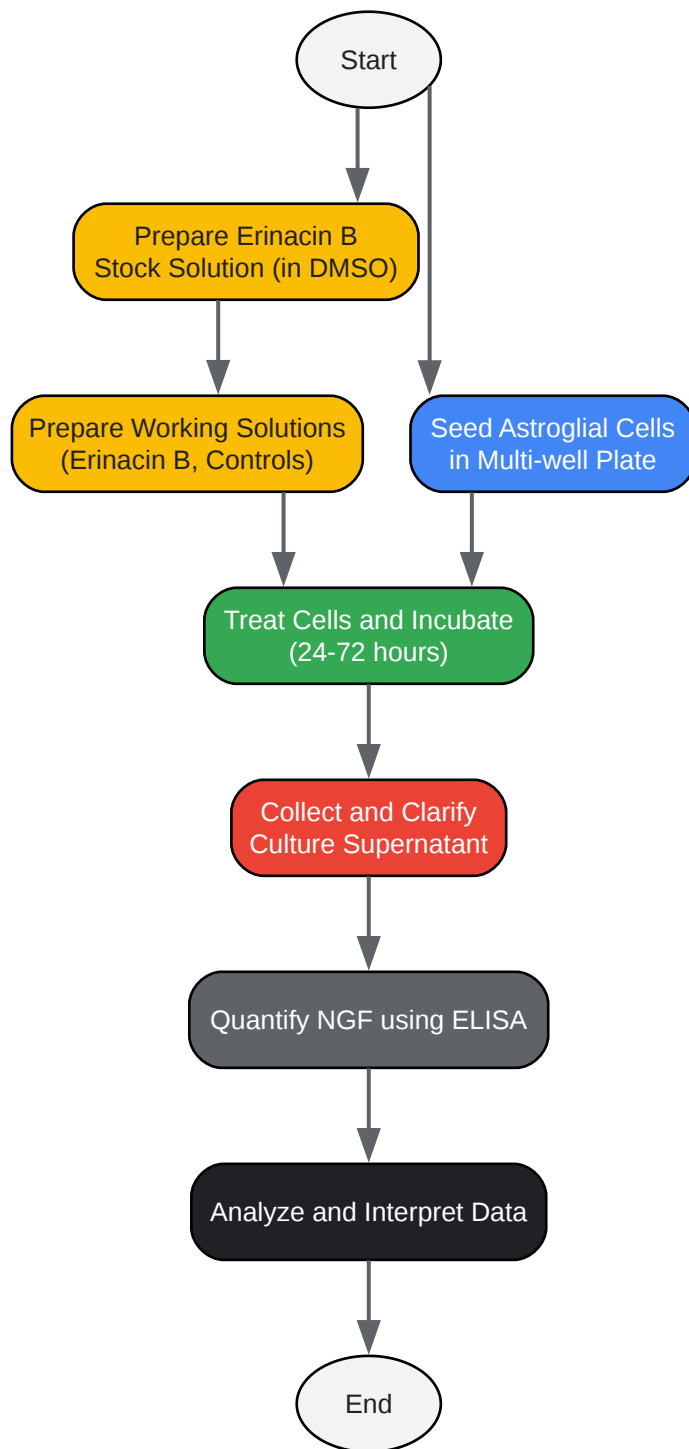 Start
Prepare Erinacin B
Stock Solution (in DMSO)
Prepare Working Solutions
(Erinacin B, Controls)
Seed Astroglial Cells
in Multi-well Plate
Treat Cells and Incubate
(24-72 hours)
Collect and Clarify
Culture Supernatant
Quantify NGF using ELISA
Analyze and Interpret Data
End